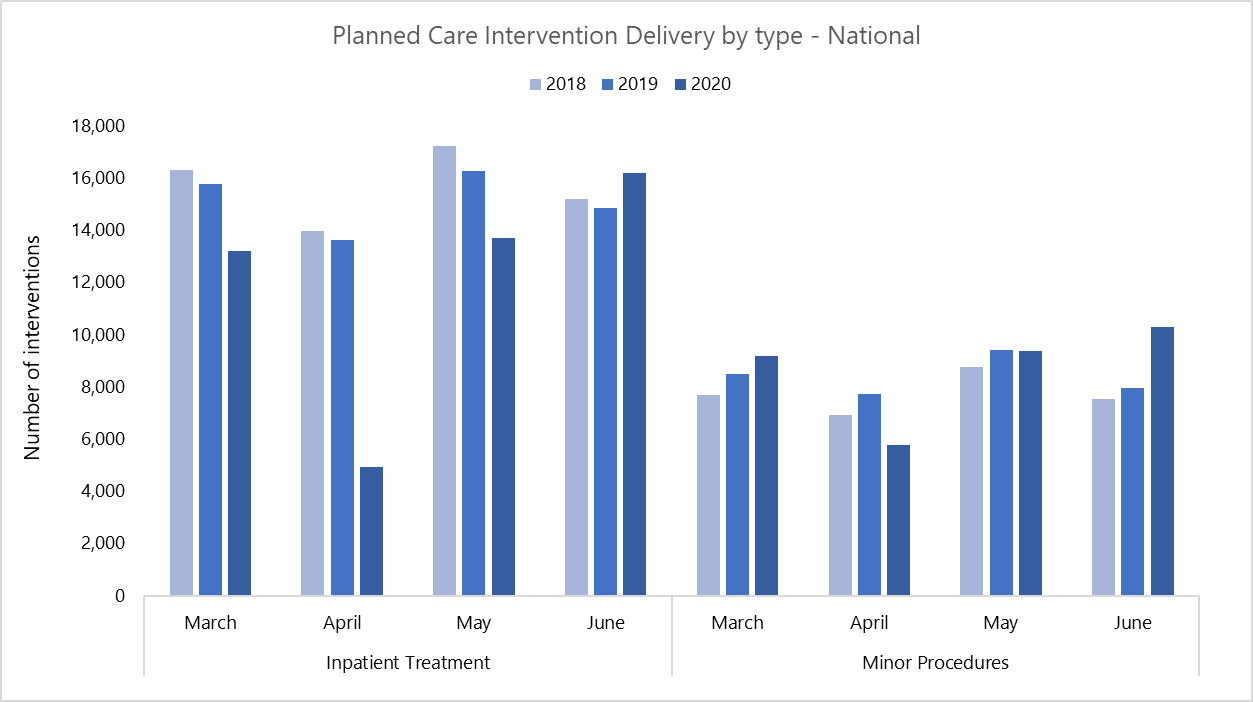 Planned Care Intervention Delivery by type - National
2018 2019 2020
18,000
16,000
14,000
12,000
10,000
8,000
6,000
4,000
2,000
0
Number of interventions
March April May June March April May June
Inpatient Treatment Minor Procedures